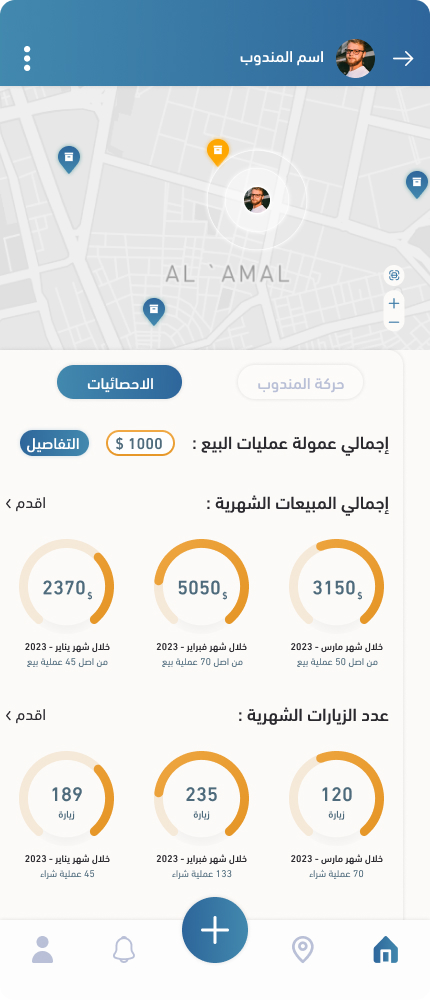 اسم المندوب
AL `AMAL
+
−
حركة المندوب
الاحصائيات
إجمالي عمولة عمليات البيع :
1000 $
التفاصيل
إجمالي المبيعات الشهرية :
اقدم >
3150$
5050$
2370$
خلال شهر مارس - 2023
خلال شهر فبراير - 2023
خلال شهر يناير - 2023
من اصل 50 عملية بيع
من اصل 70 عملية بيع
من اصل 45 عملية بيع
عدد الزيارات الشهرية :
اقدم >
120
235
189
زيارة
زيارة
زيارة
خلال شهر مارس - 2023
خلال شهر فبراير - 2023
خلال شهر يناير - 2023
70 عملية شراء
133 عملية شراء
45 عملية شراء